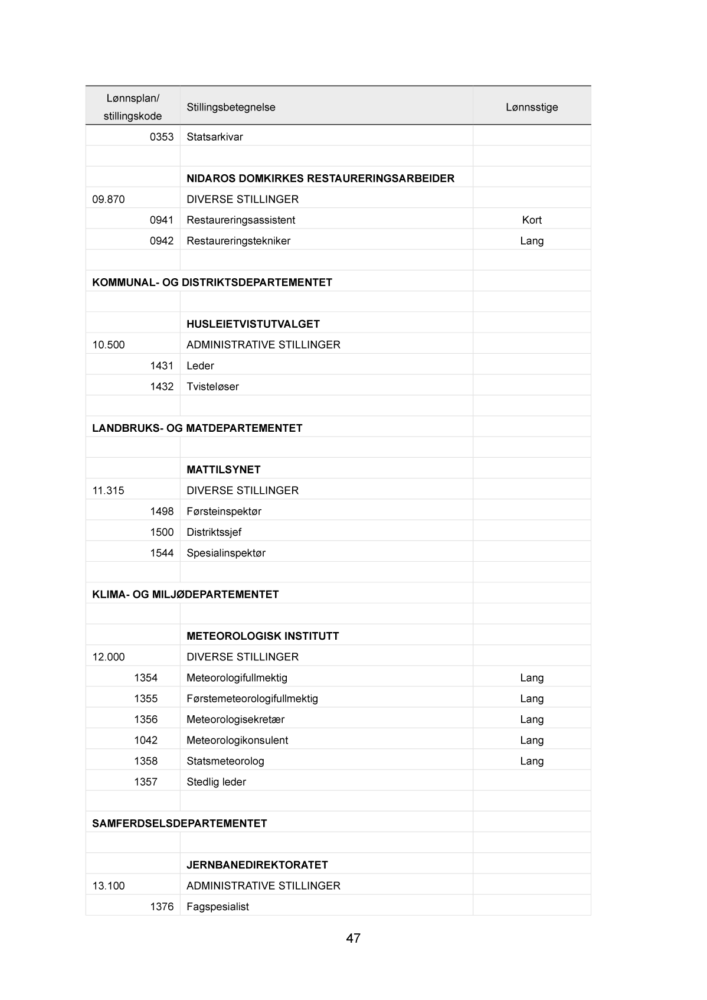 Lønnsplan/
stillingskode
Stillingsbetegnelse
Lønnsstige
0353 Statsarkivar
NIDAROS DOMKIRKES RESTAURERINGSARBEIDER
09.870 DIVERSE STILLINGER
0941 Restaureringsassistent Kort
0942 Restaureringstekniker Lang
KOMMUNAL- OG DISTRIKTSDEPARTEMENTET
HUSLEIETVISTUTVALGET
10.500 ADMINISTRATIVE STILLINGER
1431 Leder
1432 Tvisteløser
LANDBRUKS- OG MATDEPARTEMENTET
MATTILSYNET
11.315 DIVERSE STILLINGER
1498 Førsteinspektør
1500 Distriktssjef
1544 Spesialinspektør
KLIMA- OG MILJØDEPARTEMENTET
METEOROLOGISK INSTITUTT
12.000 DIVERSE STILLINGER
1354 Meteorologifullmektig Lang
1355 Førstemeteorologifullmektig Lang
1356 Meteorologisekretær Lang
1042 Meteorologikonsulent Lang
1358 Statsmeteorolog Lang
1357 Stedlig leder
SAMFERDSELSDEPARTEMENTET
JERNBANEDIREKTORATET
13.100 ADMINISTRATIVE STILLINGER
1376 Fagspesialist
47